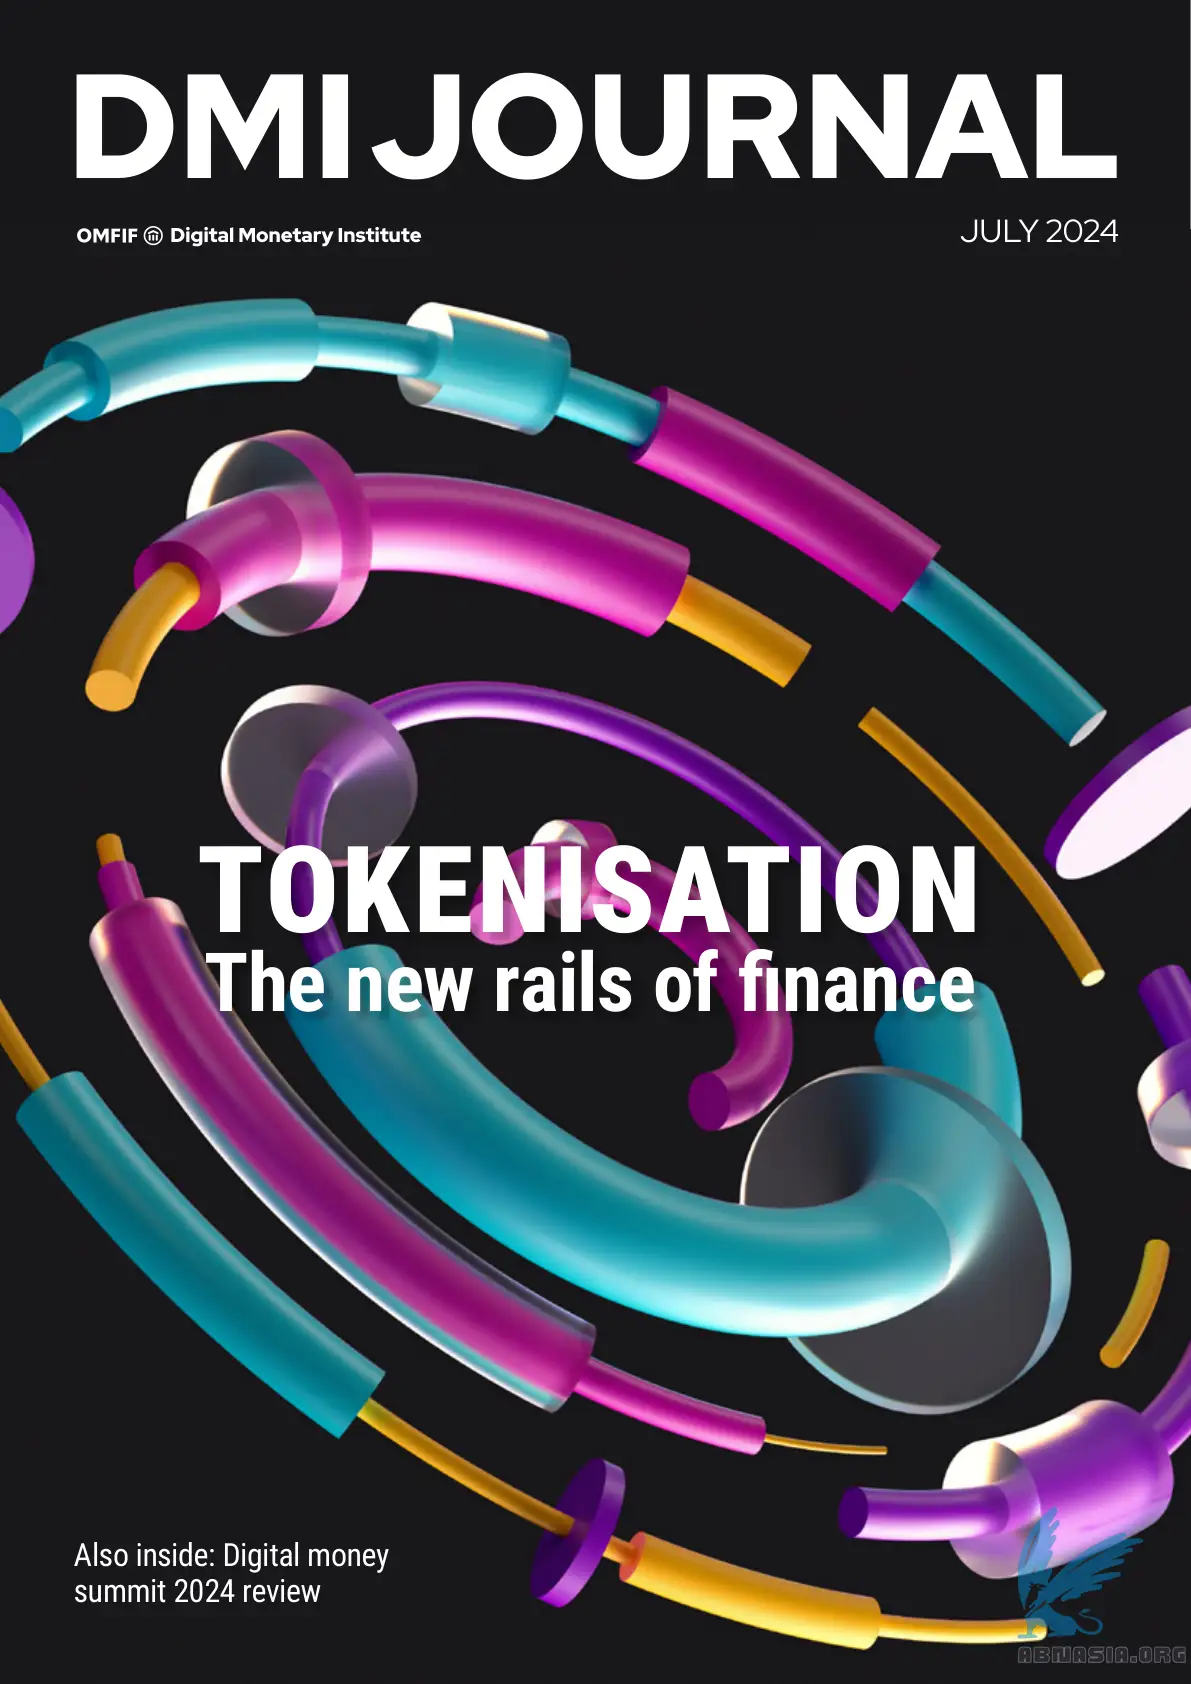 DMI JOURNAL
OMFIF Digital Monetary Institute
JULY 2024
TOKENISATION
The new rails of finance
Also inside: Digital money
summit 2024 review
ABNASIA.ORG